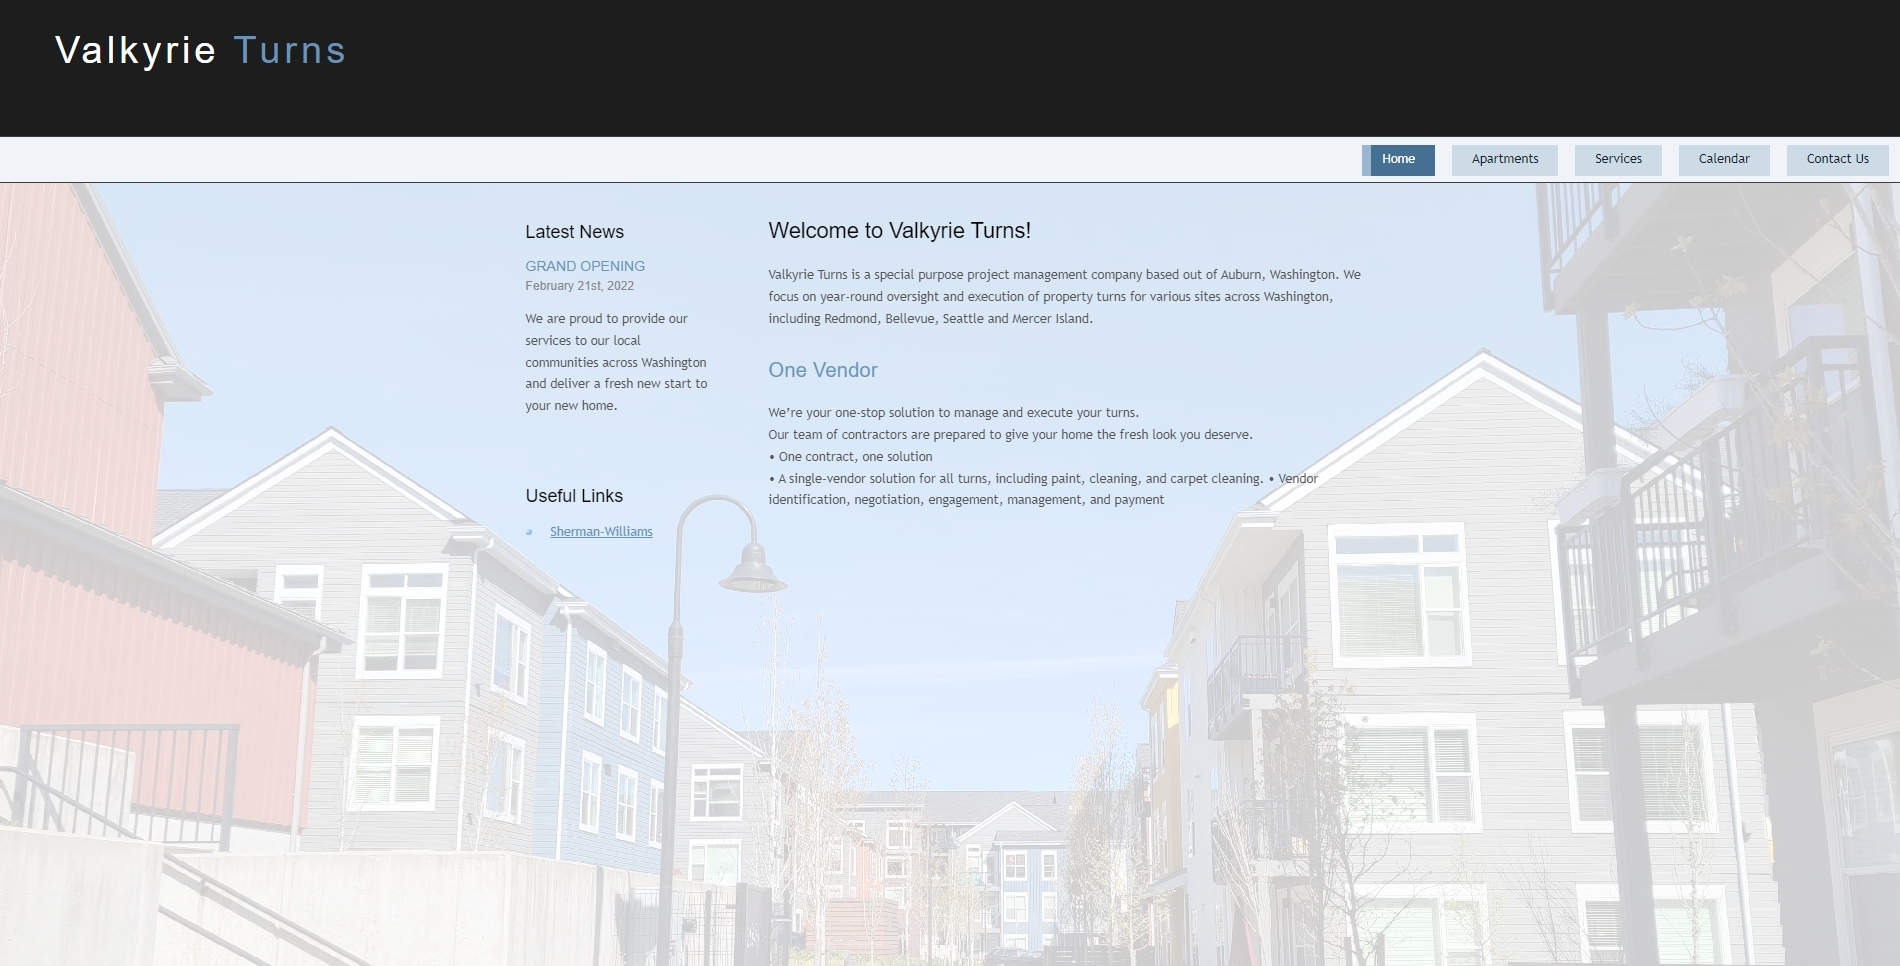 Valkyrie Turns
Home
Apartments
Services
Calendar
Contact Us
Latest News
GRAND OPENING
February 21st, 2022
We are proud to provide our
services to our local
communities across Washington
and deliver a fresh new start to
your new home.
Useful Links
Sherman-Williams
Welcome to Valkyrie Turns!
Valkyrie Turns is a special purpose project management company based out of Auburn, Washington. We
focus on year-round oversight and execution of property turns for various sites across Washington,
including Redmond, Bellevue, Seattle and Mercer Island.
One Vendor
We’re your one-stop solution to manage and execute your turns.
Our team of contractors are prepared to give your home the fresh look you deserve.
• One contract, one solution
• A single-vendor solution for all turns, including paint, cleaning, and carpet cleaning. • Vendor
identification, negotiation, engagement, management, and payment